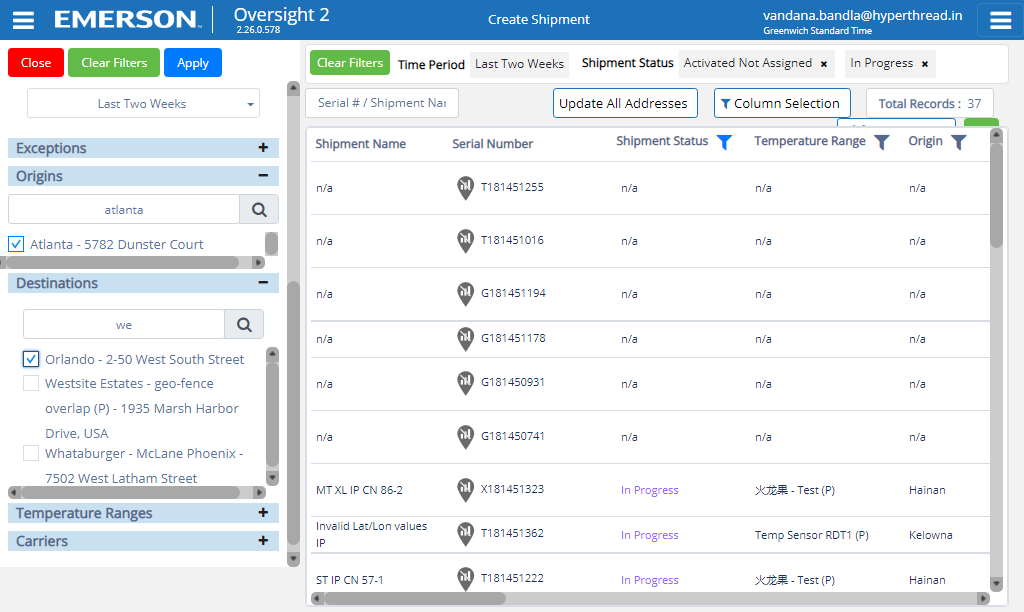 EMERSON
Oversight 2
2.26.0.578
Create Shipment
vandana.bandla@hyperthread.in
Greenwich Standard Time
Close
Clear Filters
Apply
Last Two Weeks
Exceptions +
Origins −
atlanta
Atlanta - 5782 Dunster Court
Destinations −
we
Orlando - 2-50 West South Street
Westsite Estates - geo-fence
overlap (P) - 1935 Marsh Harbor
Drive, USA
Whataburger - McLane Phoenix -
7502 West Latham Street
Temperature Ranges +
Carriers +
Clear Filters Time Period Last Two Weeks Shipment Status Activated Not Assigned × In Progress ×
Serial # / Shipment Nar
Update All Addresses
Column Selection
Total Records : 37
Shipment Name Serial Number Shipment Status Temperature Range Origin
n/a T181451255 n/a n/a n/a
n/a T181451016 n/a n/a n/a
n/a G181451194 n/a n/a n/a
n/a G181451178 n/a n/a n/a
n/a G181450931 n/a n/a n/a
n/a G181450741 n/a n/a n/a
MT XL IP CN 86-2 X181451323 In Progress 火龙果 - Test (P) Hainan
Invalid Lat/Lon values
IP T181451362 In Progress Temp Sensor RDT1 (P) Kelowna
ST IP CN 57-1 T181451222 In Progress 火龙果 - Test (P) Hainan